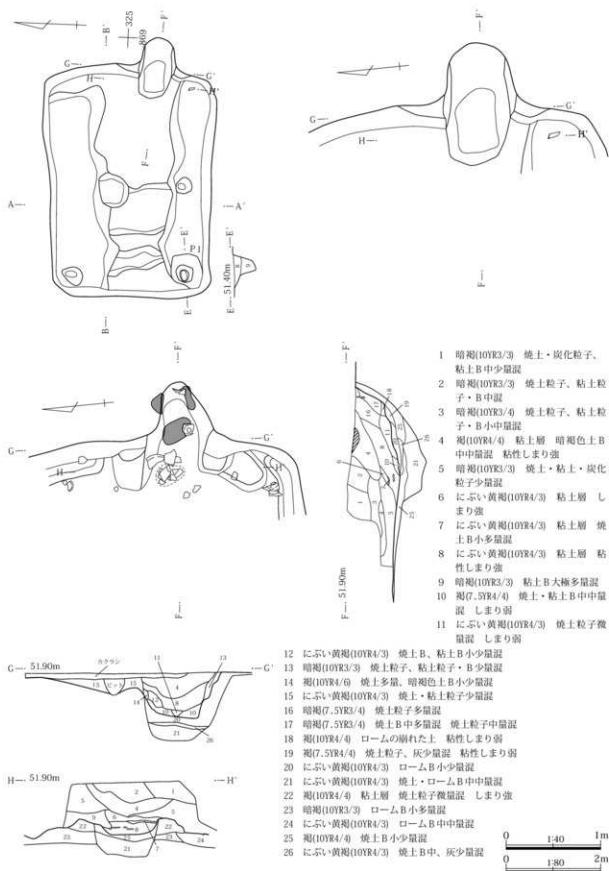 325
869
F´
B´
G
G´
H
H´
F
A
A´
E´
E´
P1
8
9
E
E
51.40m
B
F´
G
G´
H
H´
F
F´
G
G´
H
H
F
F´
F
51.90m
1 暗褐(10YR3/3) 焼土・炭化粒子、
粘土B中少量混
2 暗褐(10YR3/3) 焼土粒子、粘土粒
子・B中混
3 暗褐(10YR3/4) 焼土粒子、粘土粒
子・B小中量混
4 褐(10YR4/4) 粘土層 暗褐色土B
中中量混 粘性しまり強
5 暗褐(10YR3/3) 焼土・粘土・炭化
粒子少量混
6 にぶい黄褐(10YR4/3) 粘土層 し
まり強
7 にぶい黄褐(10YR4/3) 粘土層 焼
土B小多量混
8 にぶい黄褐(10YR4/3) 粘土層 粘
性しまり強
9 暗褐(10YR3/3) 粘土B大極多量混
10 褐(7.5YR4/4) 焼土・粘土B中中量
混 しまり弱
11 にぶい黄褐(10YR4/3) 焼土粒子微
量混 しまり弱
12 にぶい黄褐(10YR4/3) 焼土B、粘土B小少量混
13 暗褐(10YR3/3) 焼土粒子、粘土粒子・B少量混
14 褐(10YR4/6) 焼土多量、暗褐色土B小少量混
15 にぶい黄褐(10YR4/3) 焼土・粘土粒子少量混
16 暗褐(7.5YR3/4) 焼土粒子多量混
17 暗褐(7.5YR3/4) 焼土B中多量混 焼土粒子中量混
18 褐(10YR4/4) ロームの崩れた土 粘性しまり弱
19 褐(7.5YR4/4) 焼土粒子、灰少量混 粘性しまり弱
20 にぶい黄褐(10YR4/3) ロームB小少量混
21 にぶい黄褐(10YR4/3) 焼土・ロームB中中量混
22 褐(10YR4/4) 粘土層 焼土粒子微量混 しまり強
23 暗褐(10YR3/3) ロームB小多量混
24 にぶい黄褐(10YR4/3) ロームB中中量混
25 褐(10YR4/4) 焼土B小少量混
26 にぶい黄褐(10YR4/3) 焼土B中、灰少量混
G
51.90m
カクラン
ピット
11
13
G´
H
51.90m
H´
0 1:40 1m
0 1:80 2m